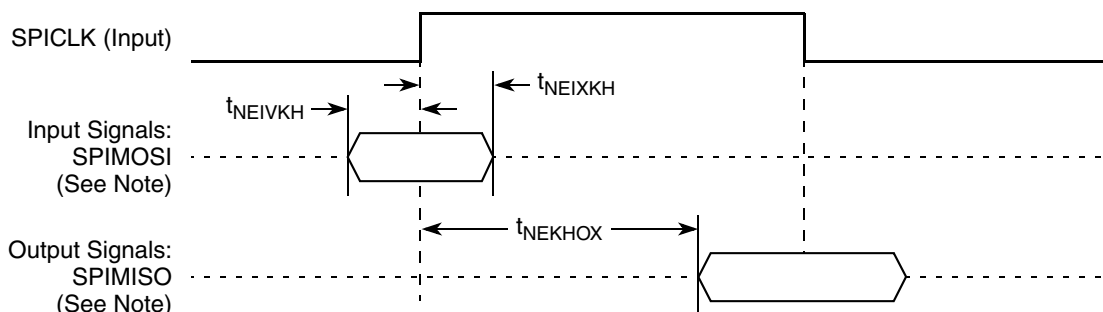 SPICLK (Input)
tNEIXKH
tNEIVKH
Input Signals:
SPIMOSI
(See Note)
tNEKHOX
Output Signals:
SPIMISO
(See Note)